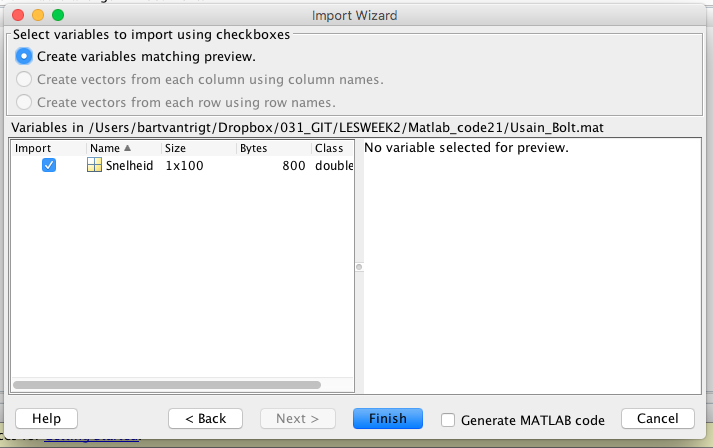 Import Wizard
Select variables to import using checkboxes
Create variables matching preview.
Create vectors from each column using column names.
Create vectors from each row using row names.
Variables in /Users/bartvantrigt/Dropbox/031_GIT/LESWEEK2/Matlab_code21/Usain_Bolt.mat
Import Name Size Bytes Class
Snelheid 1x100 800 double
No variable selected for preview.
Help < Back Next > Finish Generate MATLAB code Cancel